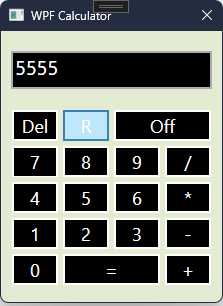 WPF Calculator
5555
Del R Off
7 8 9 /
4 5 6 *
1 2 3 -
0 = +